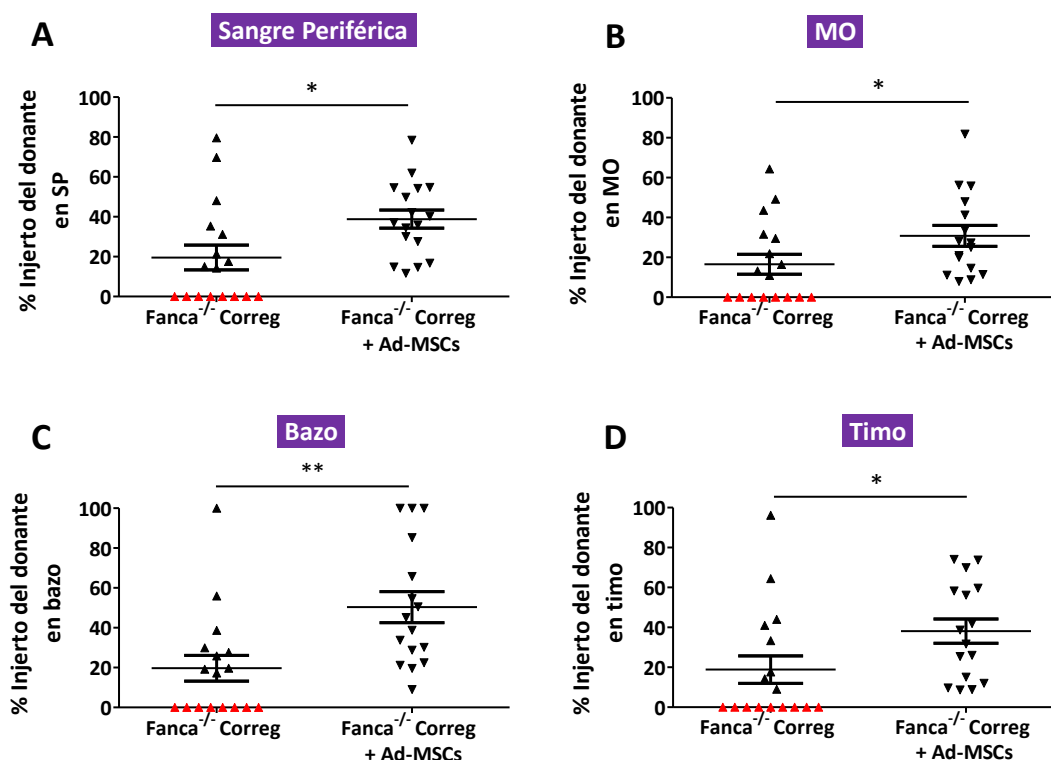 A
Sangre Periférica
% Injerto del donante
en SP
*
100
80
60
40
20
0
Fanca-/- Correg
Fanca-/- Correg
+ Ad-MSCs
B
MO
% Injerto del donante
en MO
*
100
80
60
40
20
0
Fanca-/- Correg
Fanca-/- Correg
+ Ad-MSCs
C
Bazo
% Injerto del donante
en bazo
**
100
80
60
40
20
0
Fanca-/- Correg
Fanca-/- Correg
+ Ad-MSCs
D
Timo
% Injerto del donante
en timo
*
100
80
60
40
20
0
Fanca-/- Correg
Fanca-/- Correg
+ Ad-MSCs